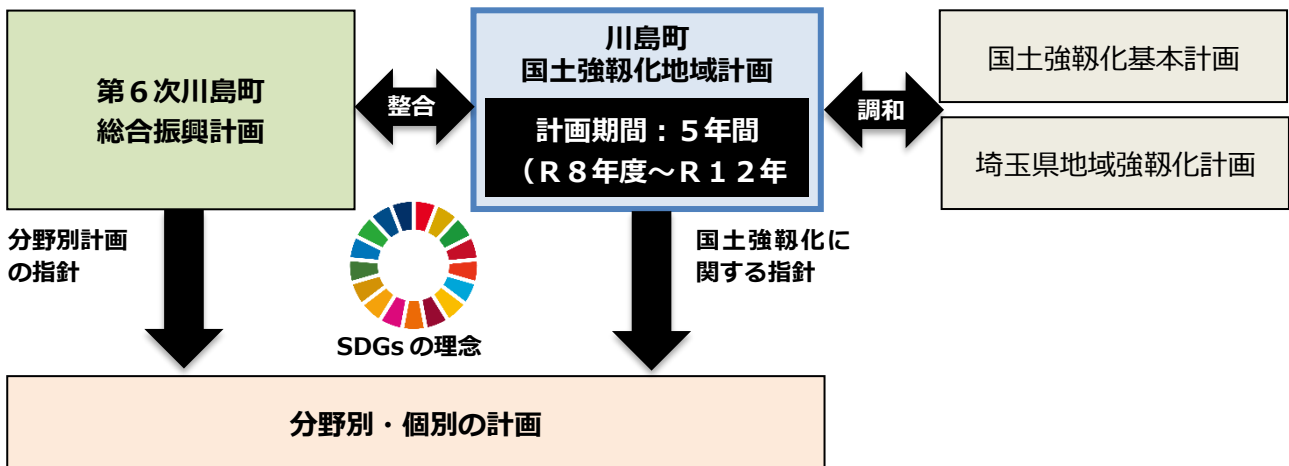 第６次川島町
総合振興計画
整合
川島町
国土強靱化地域計画
計画期間：５年間
（Ｒ８年度～Ｒ１２年
調和
国土強靱化基本計画
埼玉県地域強靱化計画
分野別計画
の指針
SDGsの理念
国土強靱化に
関する指針
分野別・個別の計画